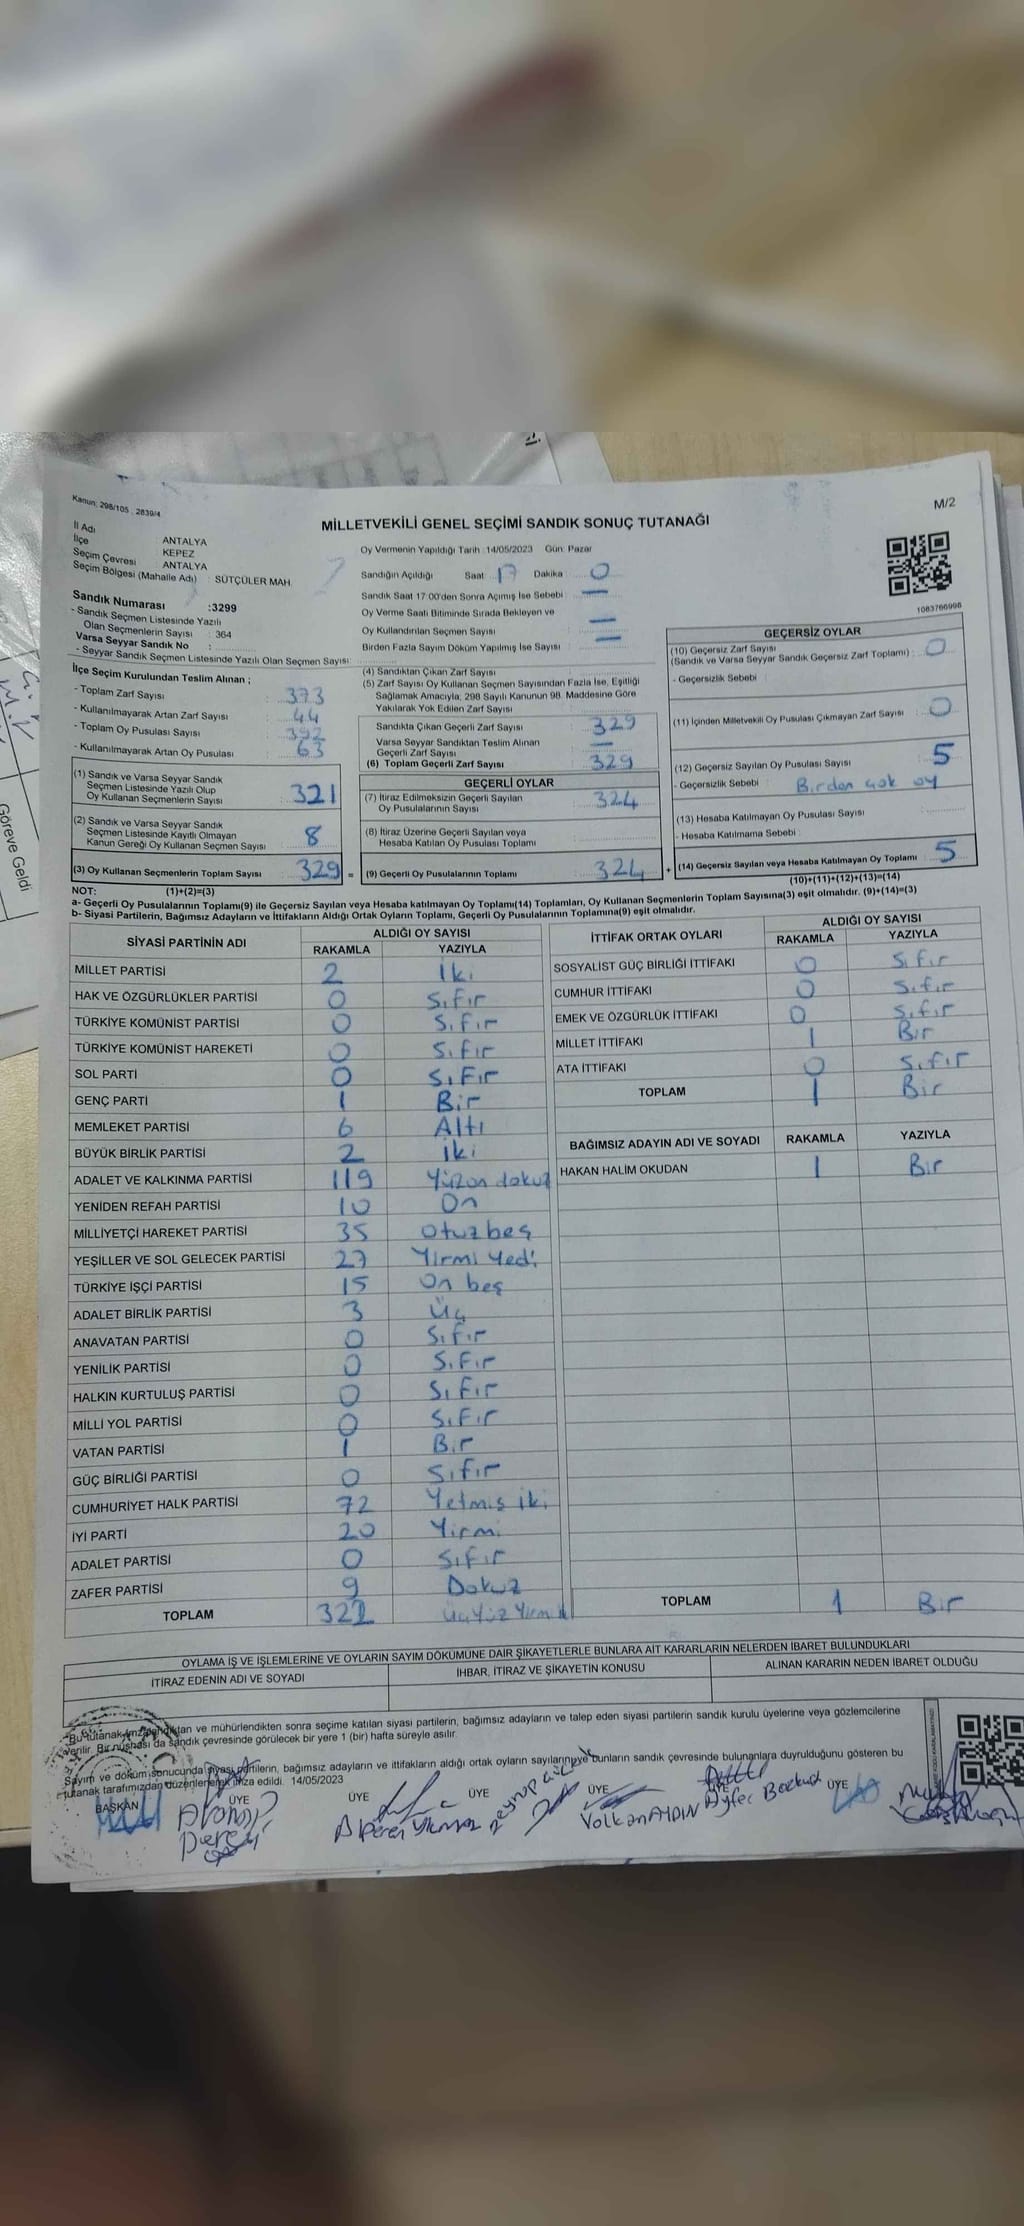 Kanun: 298/105 , 2839/4
M/2
MİLLETVEKİLİ GENEL SEÇİMİ SANDIK SONUÇ TUTANAĞI
İl Adı
İlçe ANTALYA
Seçim Çevresi KEPEZ
ANTALYA
Seçim Bölgesi (Mahalle Adı) : SÜTÇÜLER MAH.
Sandık Numarası :3299
- Sandık Seçmen Listesinde Yazılı
Olan Seçmenlerin Sayısı : 364
Varsa Seyyar Sandık No :
- Seyyar Sandık Seçmen Listesinde Yazılı Olan Seçmen Sayısı:
Oy Vermenin Yapıldığı Tarih :14/05/2023 Gün: Pazar
Sandığın Açıldığı Saat 17 Dakika 0
Sandık Saat 17:00'den Sonra Açılmış İse Sebebi —
Oy Verme Saati Bitiminde Sırada Bekleyen ve
Oy Kullandırılan Seçmen Sayısı —
Birden Fazla Sayım Döküm Yapılmış İse Sayısı —
1083766998
İlçe Seçim Kurulundan Teslim Alınan ;
- Toplam Zarf Sayısı 373
- Kullanılmayarak Artan Zarf Sayısı 44
- Toplam Oy Pusulası Sayısı 392
- Kullanılmayarak Artan Oy Pusulası 63
(1) Sandık ve Varsa Seyyar Sandık
Seçmen Listesinde Yazılı Olup
Oy Kullanan Seçmenlerin Sayısı 321
(2) Sandık ve Varsa Seyyar Sandık
Seçmen Listesinde Kayıtlı Olmayan
Kanun Gereği Oy Kullanan Seçmen Sayısı 8
(3) Oy Kullanan Seçmenlerin Toplam Sayısı 329 =
(4) Sandıktan Çıkan Zarf Sayısı
(5) Zarf Sayısı Oy Kullanan Seçmen Sayısından Fazla İse, Eşitliği
Sağlamak Amacıyla; 298 Sayılı Kanunun 98. Maddesine Göre
Yakılarak Yok Edilen Zarf Sayısı
Sandıkta Çıkan Geçerli Zarf Sayısı 329
Varsa Seyyar Sandıktan Teslim Alınan
Geçerli Zarf Sayısı —
(6) Toplam Geçerli Zarf Sayısı 329
GEÇERLİ OYLAR
(7) İtiraz Edilmeksizin Geçerli Sayılan
Oy Pusulalarının Sayısı 324
(8) İtiraz Üzerine Geçerli Sayılan veya
Hesaba Katılan Oy Pusulası Toplamı
(9) Geçerli Oy Pusulalarının Toplamı 324 +
GEÇERSİZ OYLAR
(10) Geçersiz Zarf Sayısı
(Sandık ve Varsa Seyyar Sandık Geçersiz Zarf Toplamı) : 0
- Geçersizlik Sebebi :
(11) İçinden Milletvekili Oy Pusulası Çıkmayan Zarf Sayısı : 0
(12) Geçersiz Sayılan Oy Pusulası Sayısı : 5
- Geçersizlik Sebebi : Birden çok oy
(13) Hesaba Katılmayan Oy Pusulası Sayısı :
- Hesaba Katılmama Sebebi :
(14) Geçersiz Sayılan veya Hesaba Katılmayan Oy Toplamı 5
NOT: (1)+(2)=(3)
(10)+(11)+(12)+(13)=(14)
a- Geçerli Oy Pusulalarının Toplamı(9) ile Geçersiz Sayılan veya Hesaba katılmayan Oy Toplamı(14) Toplamları, Oy Kullanan Seçmenlerin Toplam Sayısına(3) eşit olmalıdır. (9)+(14)=(3)
b- Siyasi Partilerin, Bağımsız Adayların ve İttifakların Aldığı Ortak Oyların Toplamı, Geçerli Oy Pusulalarının Toplamına(9) eşit olmalıdır.
SİYASİ PARTİNİN ADI ALDIĞI OY SAYISI
RAKAMLA YAZIYLA
MİLLET PARTİSİ 2 İki
HAK VE ÖZGÜRLÜKLER PARTİSİ 0 Sıfır
TÜRKİYE KOMÜNİST PARTİSİ 0 Sıfır
TÜRKİYE KOMÜNİST HAREKETİ 0 Sıfır
SOL PARTİ 0 Sıfır
GENÇ PARTİ 1 Bir
MEMLEKET PARTİSİ 6 Altı
BÜYÜK BİRLİK PARTİSİ 2 İki
ADALET VE KALKINMA PARTİSİ 119 Yüzon dokuz
YENİDEN REFAH PARTİSİ 10 On
MİLLİYETÇİ HAREKET PARTİSİ 35 otuzbeş
YEŞİLLER VE SOL GELECEK PARTİSİ 27 Yirmi yedi
TÜRKİYE İŞÇİ PARTİSİ 15 On beş
ADALET BİRLİK PARTİSİ 3 Üç
ANAVATAN PARTİSİ 0 Sıfır
YENİLİK PARTİSİ 0 Sıfır
HALKIN KURTULUŞ PARTİSİ 0 Sıfır
MİLLİ YOL PARTİSİ 0 Sıfır
VATAN PARTİSİ 1 Bir
GÜÇ BİRLİĞİ PARTİSİ 0 Sıfır
CUMHURİYET HALK PARTİSİ 72 Yetmiş iki
İYİ PARTİ 20 Yirmi
ADALET PARTİSİ 0 Sıfır
ZAFER PARTİSİ 9 Dokuz
TOPLAM 322 üçyüz
İTTİFAK ORTAK OYLARI ALDIĞI OY SAYISI
RAKAMLA YAZIYLA
SOSYALİST GÜÇ BİRLİĞİ İTTİFAKI 0 Sıfır
CUMHUR İTTİFAKI 0 Sıfır
EMEK VE ÖZGÜRLÜK İTTİFAKI 0 Sıfır
MİLLET İTTİFAKI 1 Bir
ATA İTTİFAKI 0 Sıfır
TOPLAM 1 Bir
BAĞIMSIZ ADAYIN ADI VE SOYADI RAKAMLA YAZIYLA
HAKAN HALİM OKUDAN 1 Bir
TOPLAM 1 Bir
OYLAMA İŞ VE İŞLEMLERİNE VE OYLARIN SAYIM DÖKÜMÜNE DAİR ŞİKAYETLERLE BUNLARA AİT KARARLARIN NELERDEN İBARET BULUNDUKLARI
İTİRAZ EDENİN ADI VE SOYADI İHBAR, İTİRAZ VE ŞİKAYETİN KONUSU ALINAN KARARIN NEDEN İBARET OLDUĞU
Bu tutanak imzalandıktan ve mühürlendikten sonra seçime katılan siyasi partilerin, bağımsız adayların ve talep eden siyasi partilerin sandık kurulu üyelerine veya gözlemcilerine
verilir. Bir nüshası da sandık çevresinde görülecek bir yere 1 (bir) hafta süreyle asılır.
Sayım ve döküm sonucunda siyasi partilerin, bağımsız adayların ve ittifakların aldığı ortak oyların sayılarının ve bunların sandık çevresinde bulunanlara duyurulduğunu gösteren bu
tutanak tarafımızdan düzenlenerek imza edildi. 14/05/2023
BAŞKAN ÜYE ÜYE ÜYE ÜYE ÜYE ÜYE
Alperen Yılmaz
Volkan AYDIN
Göreve Geldi